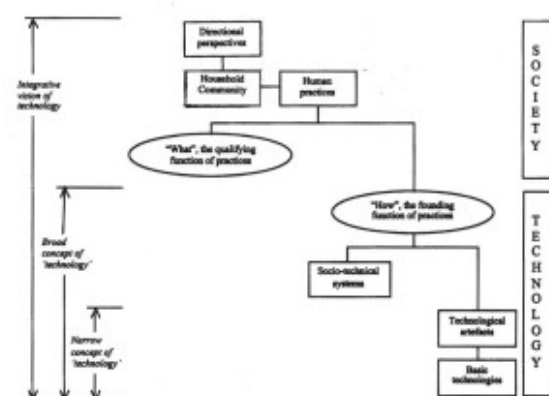 Directional
perspectives
Household
Community
Human
practices
Integrative
vision of
technology
"What", the qualifying
function of practices
"How", the founding
function of practices
Broad
concept of
'technology'
Socio-technical
systems
Narrow
concept of
'technology'
Technological
artefacts
Basic
technologies
SOCIETY
TECHNOLOGY